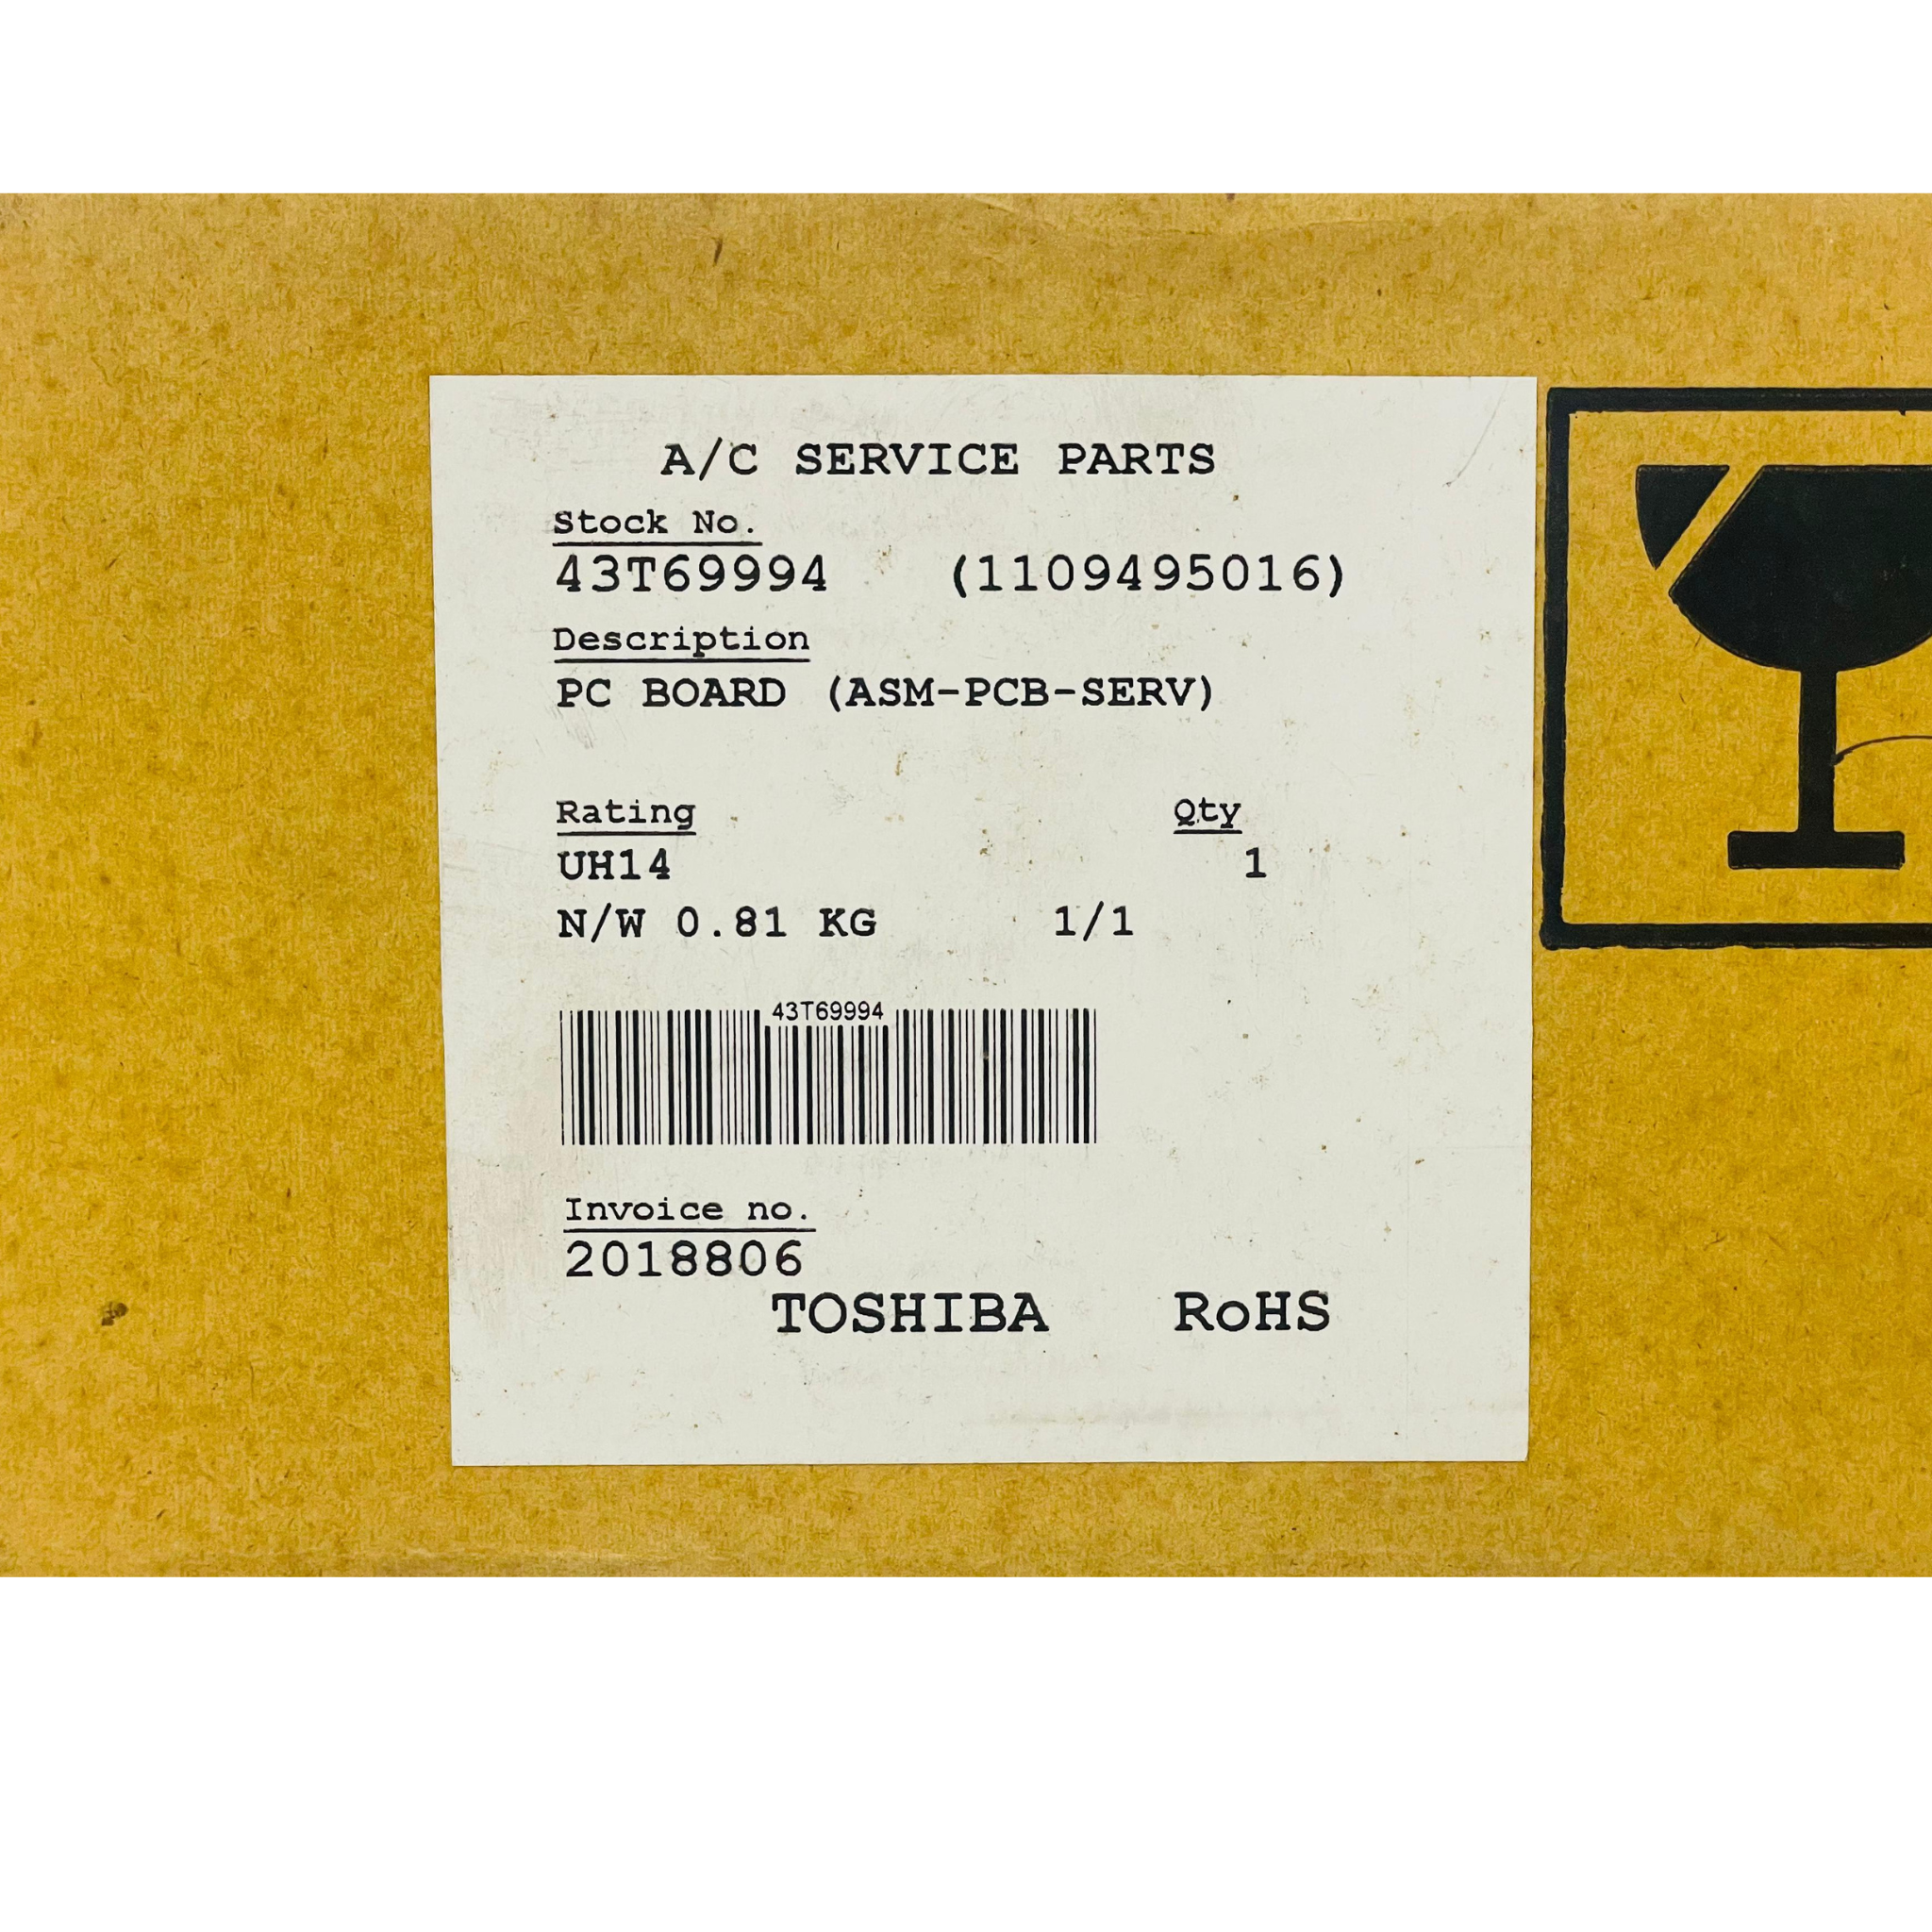 A/C SERVICE PARTS
Stock No.
43T69994 (1109495016)
Description
PC BOARD (ASM-PCB-SERV)
Rating Qty
UH14 1
N/W 0.81 KG 1/1
43T69994
Invoice no.
2018806
TOSHIBA RoHS